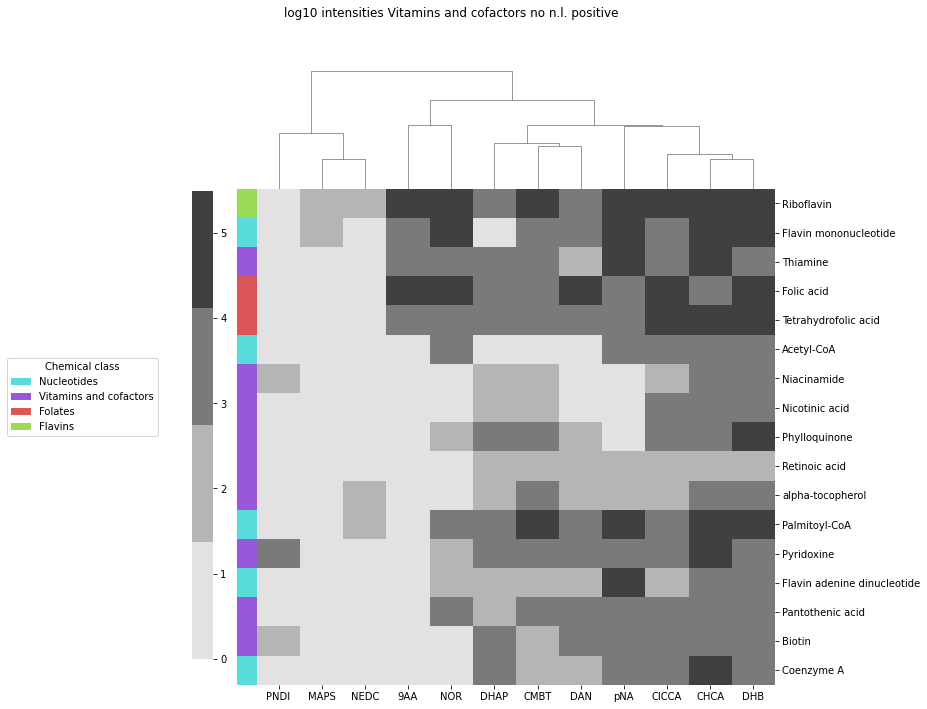 log10 intensities Vitamins and cofactors no n.l. positive
Riboflavin
Flavin mononucleotide
Thiamine
Folic acid
Tetrahydrofolic acid
Acetyl-CoA
Niacinamide
Nicotinic acid
Phylloquinone
Retinoic acid
alpha-tocopherol
Palmitoyl-CoA
Pyridoxine
Flavin adenine dinucleotide
Pantothenic acid
Biotin
Coenzyme A
5
4
3
2
1
0
Chemical class
Nucleotides
Vitamins and cofactors
Folates
Flavins
PNDI MAPS NEDC 9AA NOR DHAP CMBT DAN pNA ClCCA CHCA DHB